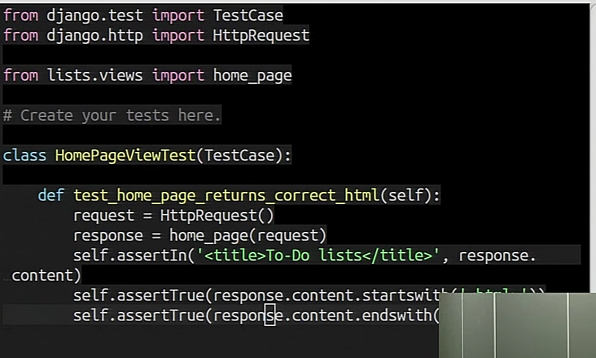 from django.test import TestCase
from django.http import HttpRequest
from lists.views import home_page
# Create your tests here.
class HomePageViewTest(TestCase):
def test_home_page_returns_correct_html(self):
request = HttpRequest()
response = home_page(request)
self.assertIn('<title>To-Do lists</title>', response.
content)
self.assertTrue(response.content.startswith(
self.assertTrue(response.content.endswith(